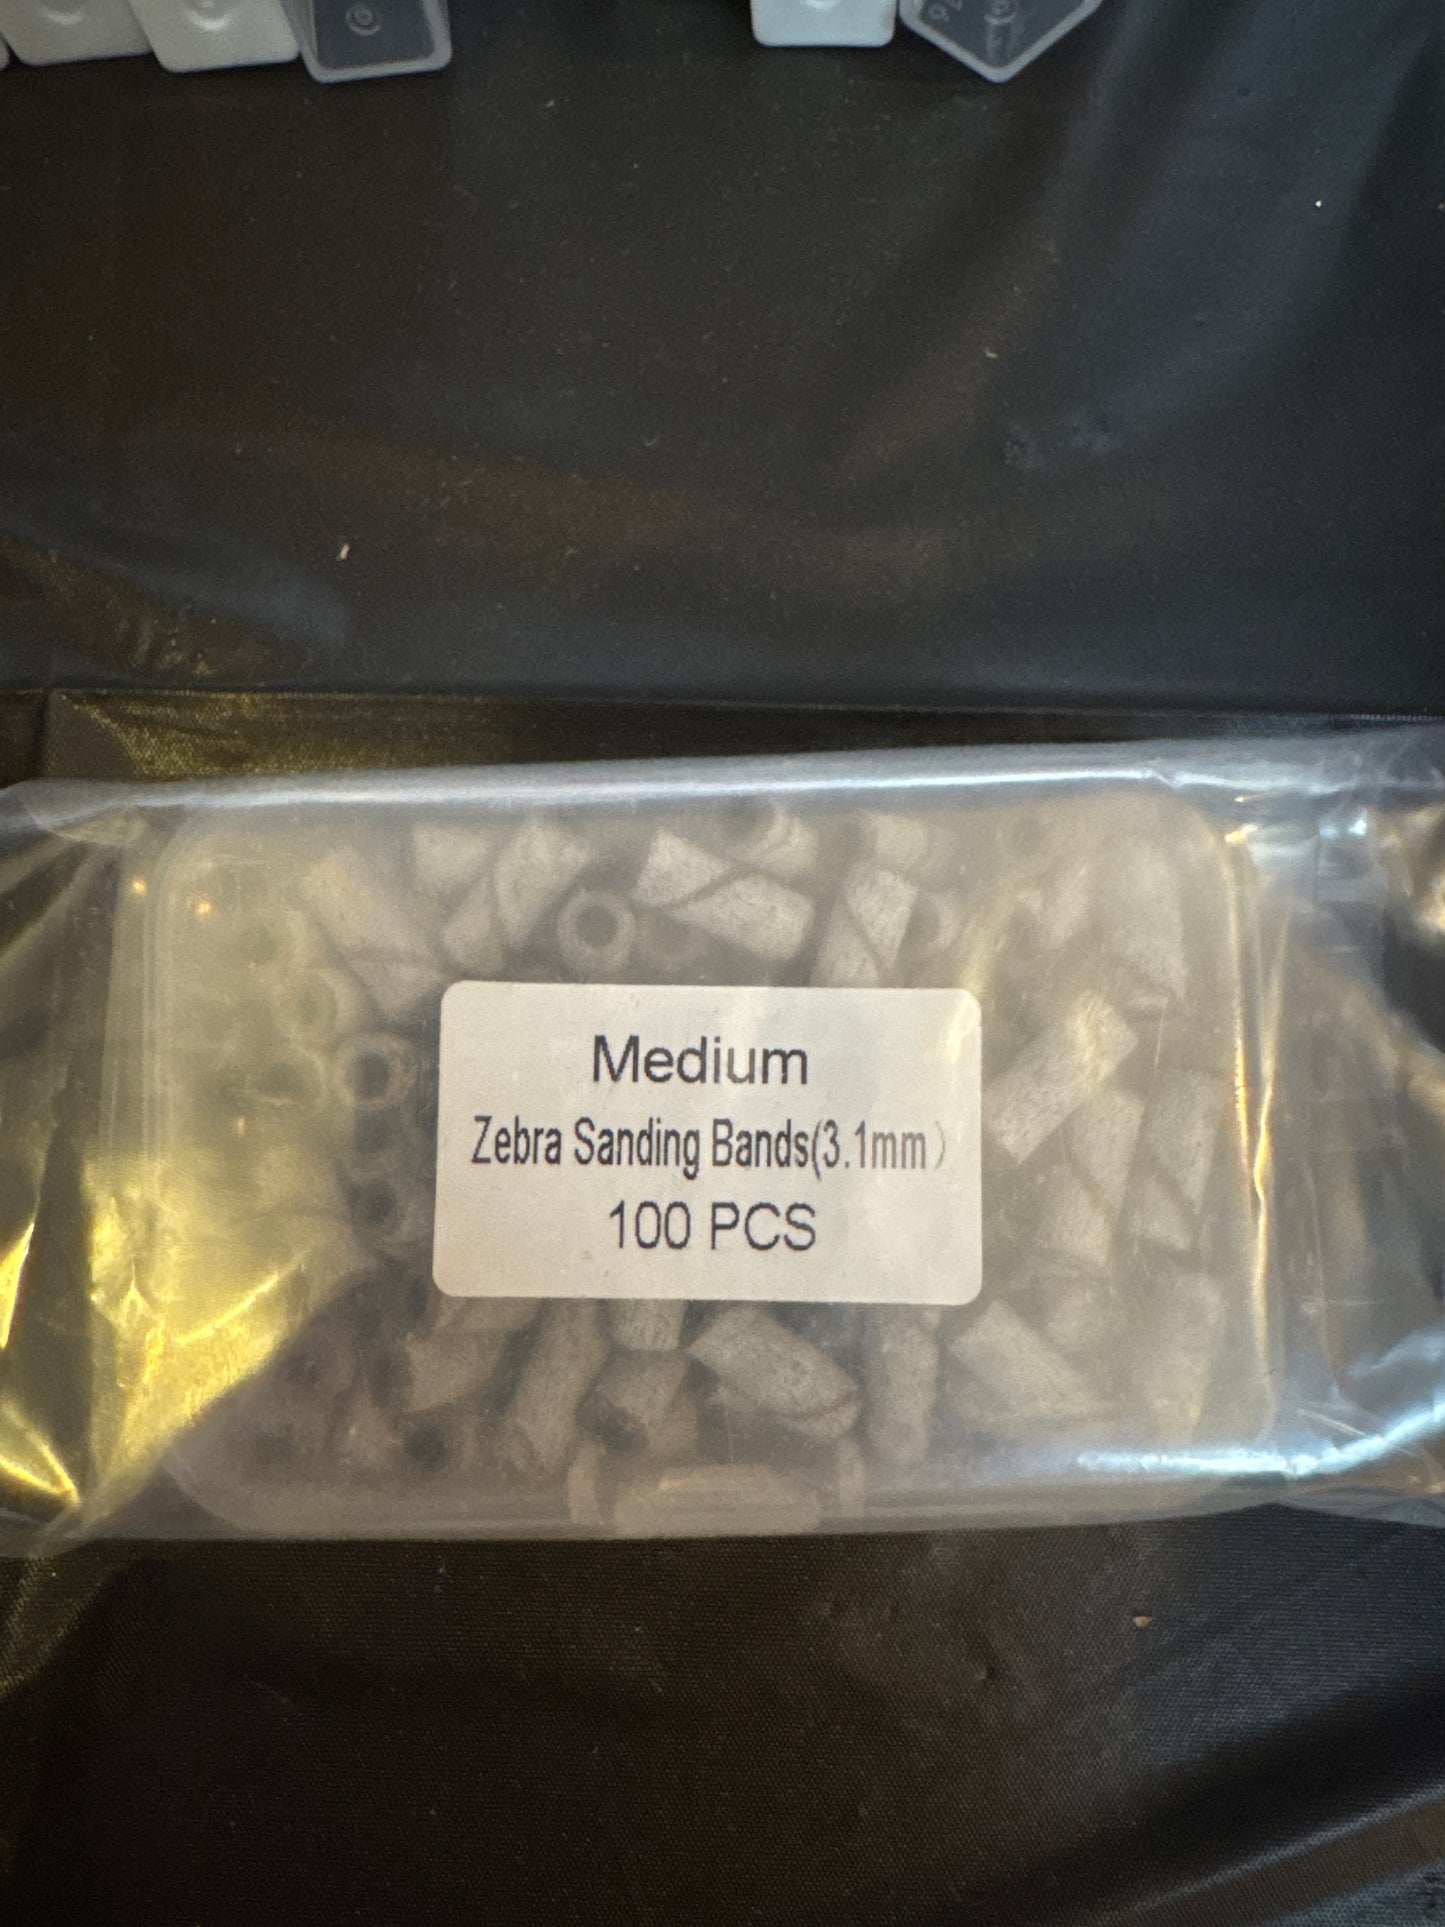 Medium
Zebra Sanding Bands(3.1mm）
100 PCS